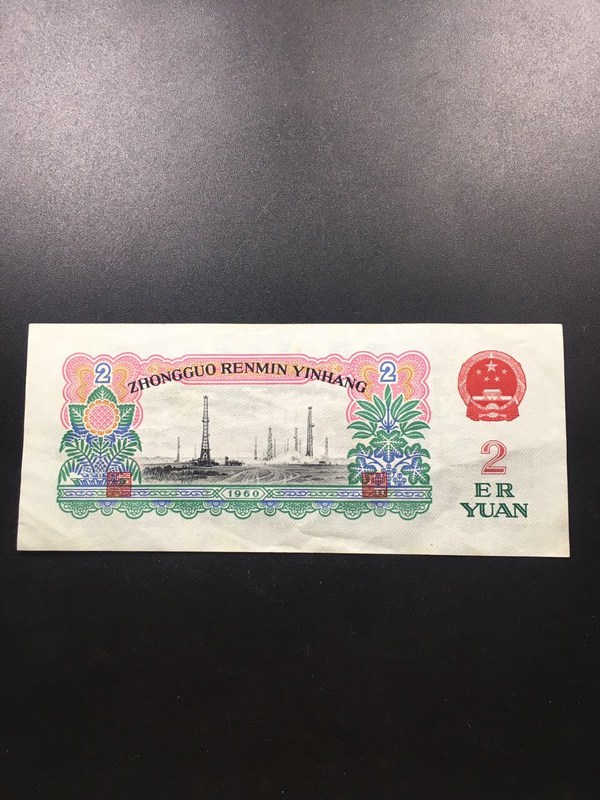 2
2
ZHONGGUO RENMIN YINHANG
1960
2
ER
YUAN